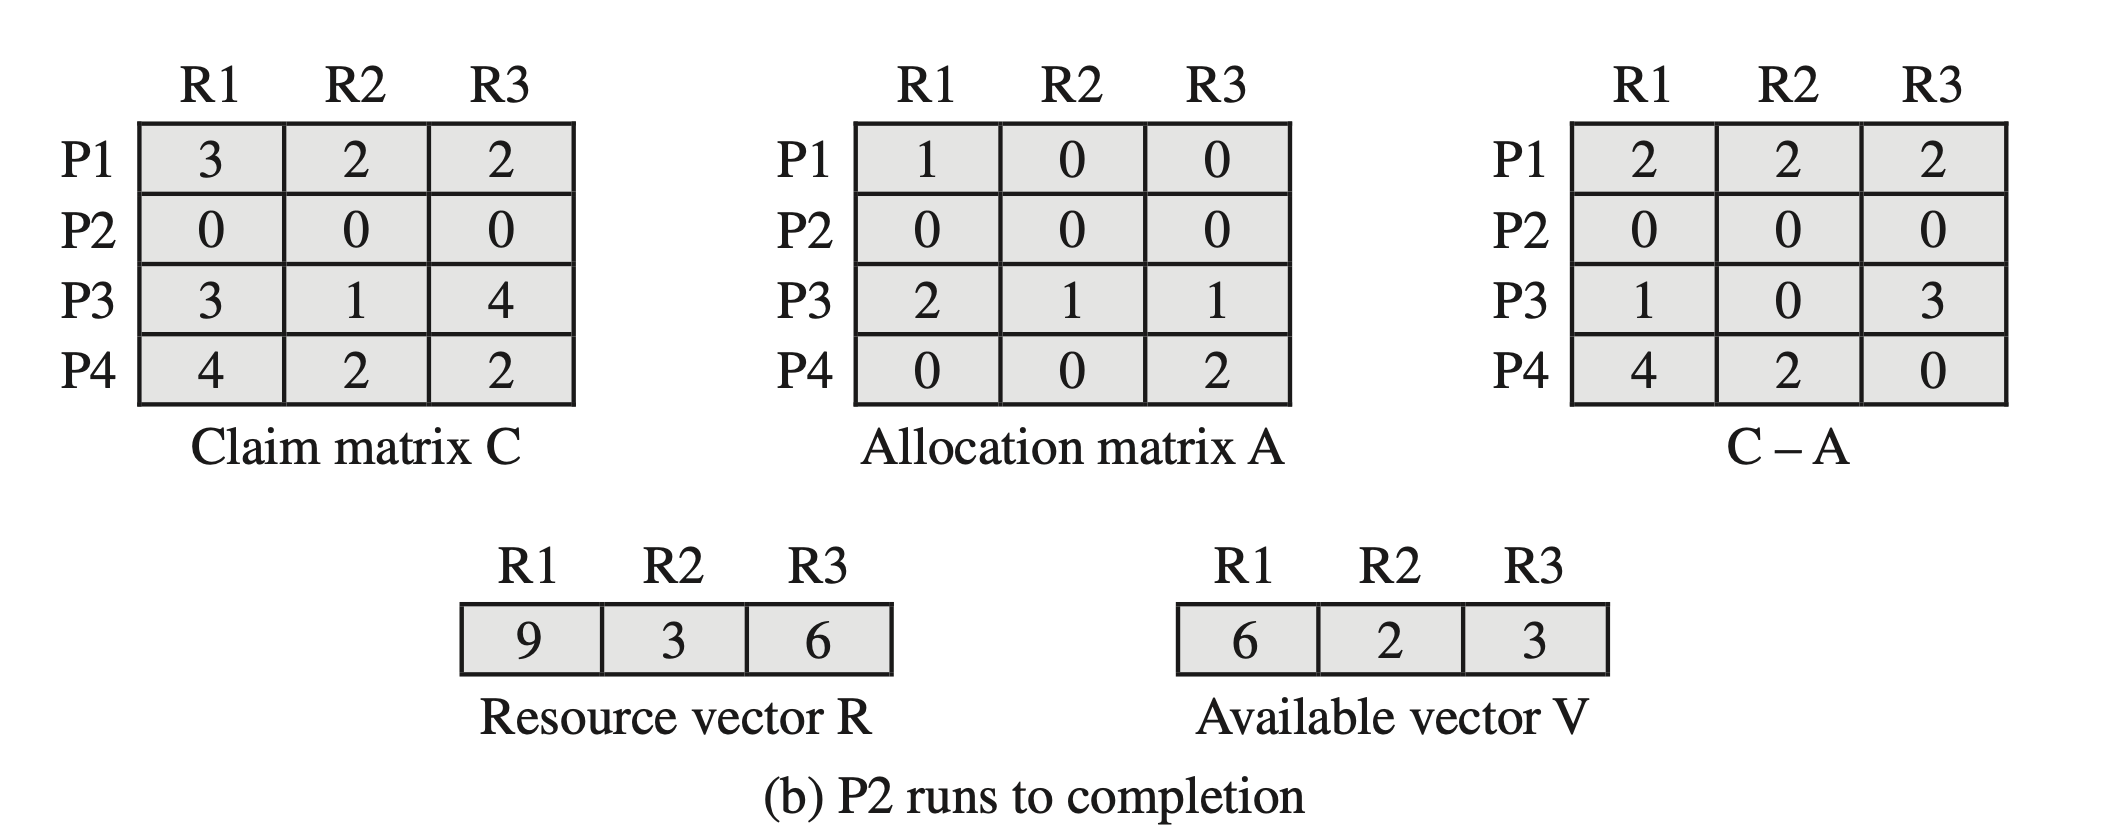 R1 R2 R3 R1 R2 R3 R1 R2 R3
P1 3 2 2 P1 1 0 0 P1 2 2 2
P2 0 0 0 P2 0 0 0 P2 0 0 0
P3 3 1 4 P3 2 1 1 P3 1 0 3
P4 4 2 2 P4 0 0 2 P4 4 2 0
Claim matrix C Allocation matrix A C – A
R1 R2 R3 R1 R2 R3
9 3 6 6 2 3
Resource vector R Available vector V
(b) P2 runs to completion